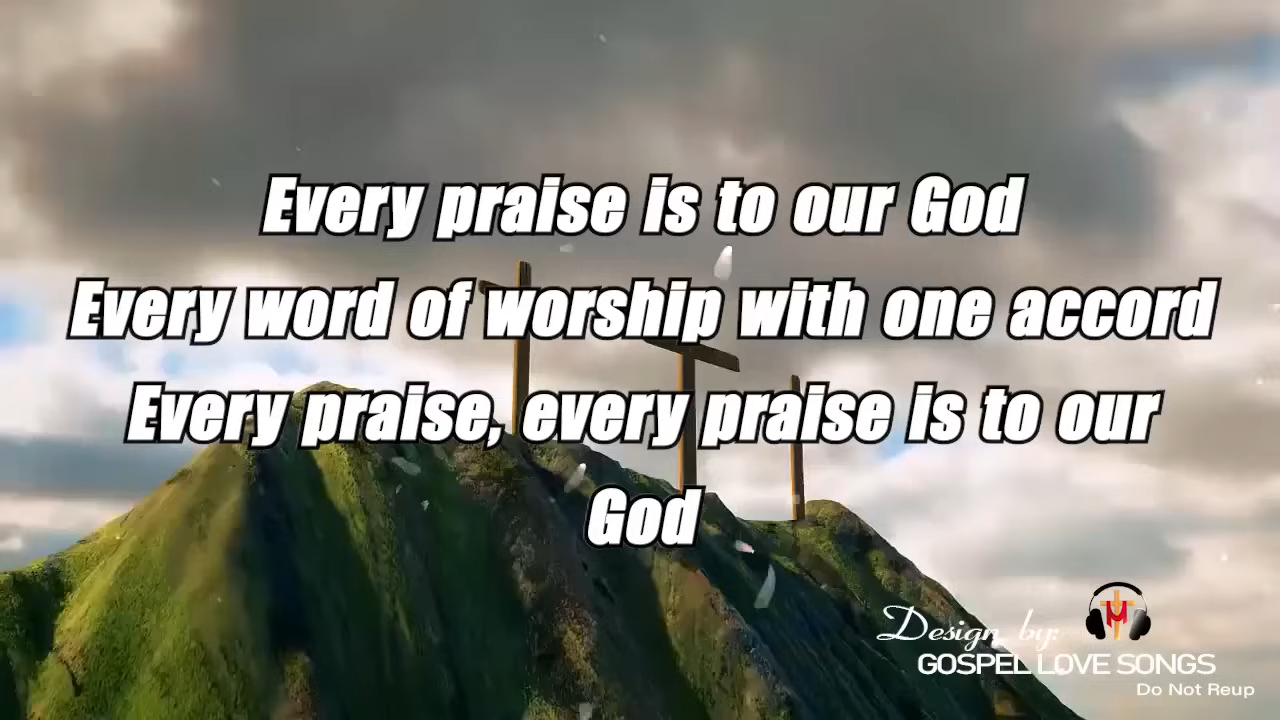 Every praise is to our God
Every word of worship with one accord
Every praise, every praise is to our
God
Design by:
GOSPEL LOVE SONGS
Do Not Reup